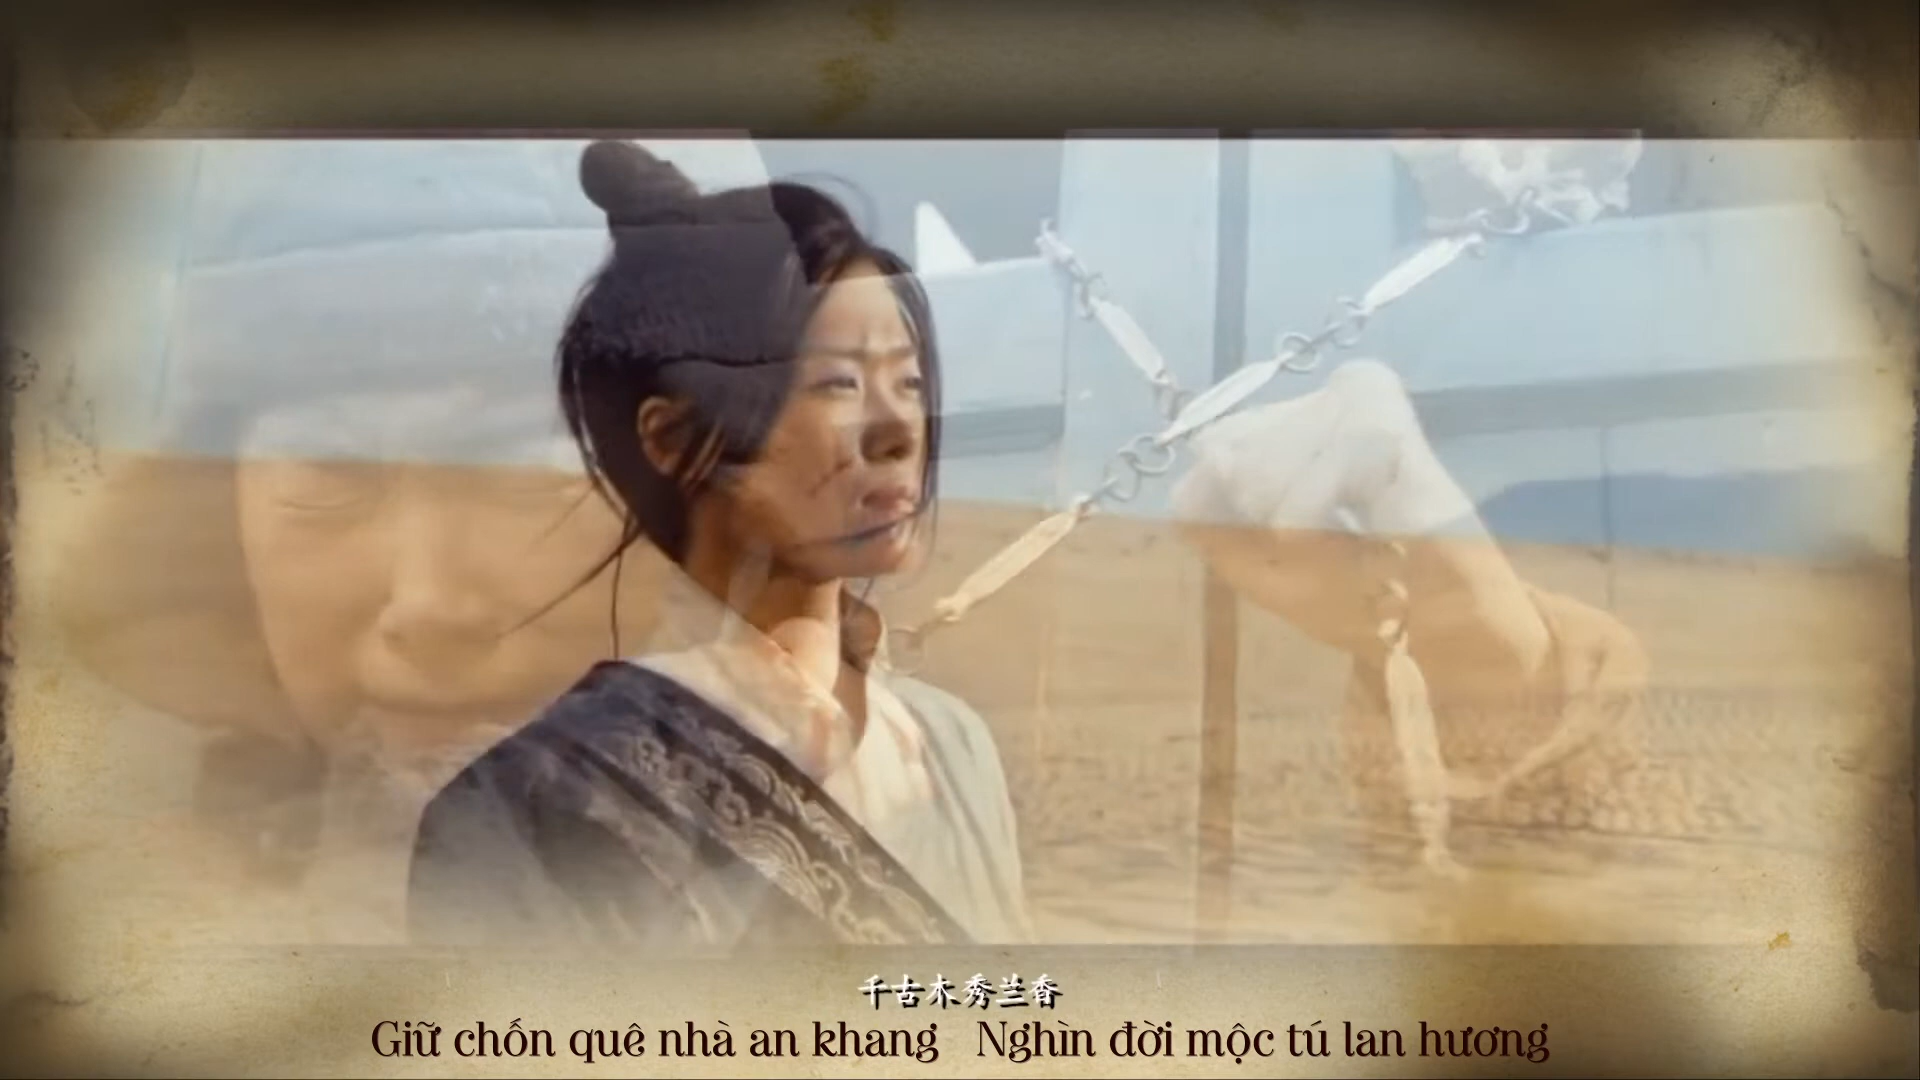 千古木秀兰香
Giữ chốn quê nhà an khang Nghìn đời mộc tú lan hương